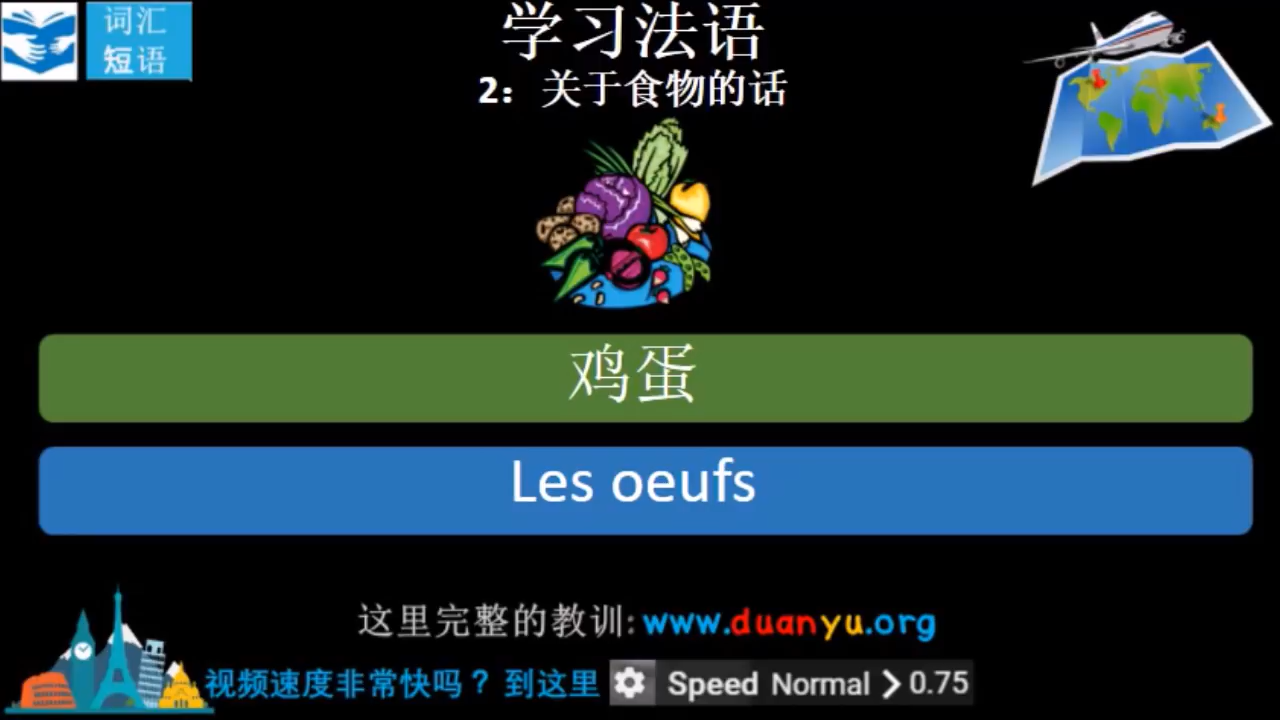 词汇
短语
学习法语
2：关于食物的话
鸡蛋
Les oeufs
这里完整的教训: www.duanyu.org
视频速度非常快吗？ 到这里 Speed Normal > 0.75